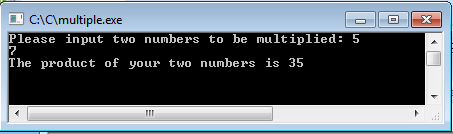 C:\C\multiple.exe
Please input two numbers to be multiplied: 5
7
The product of your two numbers is 35